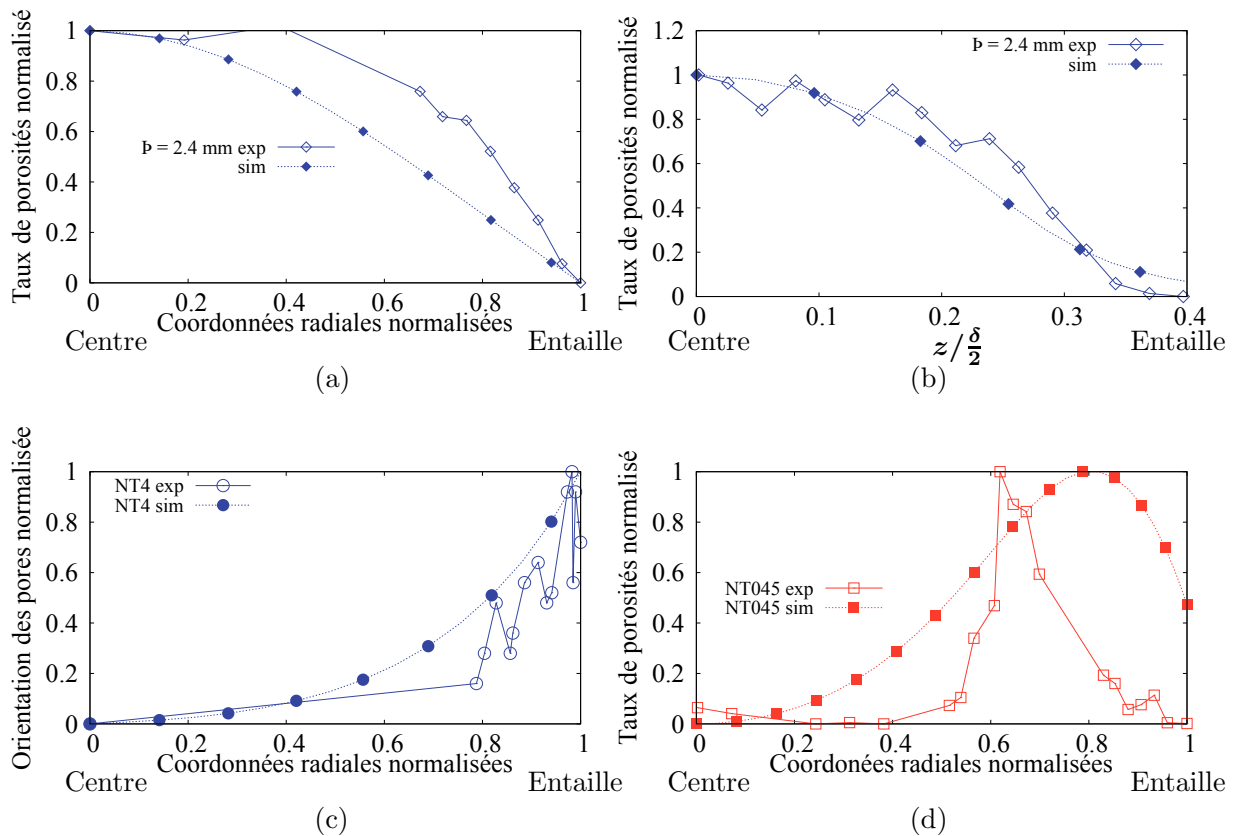 Taux de porosités normalisé
1
0.8
0.6
0.4
0.2
0
Þ = 2.4 mm exp
sim
0 0.2 0.4 0.6 0.8 1
Coordonnées radiales normalisées
Centre Entaille
(a)
Taux de porosités normalisé
1.2
1
0.8
0.6
0.4
0.2
0
Þ = 2.4 mm exp
sim
0 0.1 0.2 0.3 0.4
z/δ/2
Centre Entaille
(b)
Orientation des pores normalisée
1
0.8
0.6
0.4
0.2
0
NT4 exp
NT4 sim
0 0.2 0.4 0.6 0.8 1
Coordonnées radiales normalisées
Centre Entaille
(c)
Taux de porosités normalisé
1
0.8
0.6
0.4
0.2
0
NT045 exp
NT045 sim
0 0.2 0.4 0.6 0.8 1
Coordonées radiales normalisées
Centre Entaille
(d)